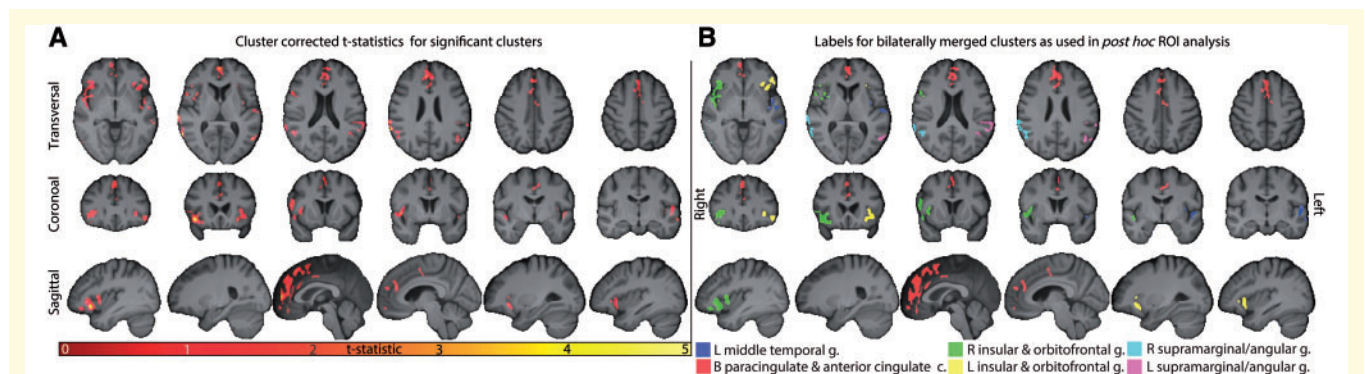 A
Cluster corrected t-statistics for significant clusters
Transversal
Coronoal
Sagittal
0 1 2 t-statistic 3 4 5
B
Labels for bilaterally merged clusters as used in post hoc ROI analysis
Right
Left
L middle temporal g.
R insular & orbitofrontal g.
R supramarginal/angular g.
B paracingulate & anterior cingulate c.
L insular & orbitofrontal g.
L supramarginal/angular g.